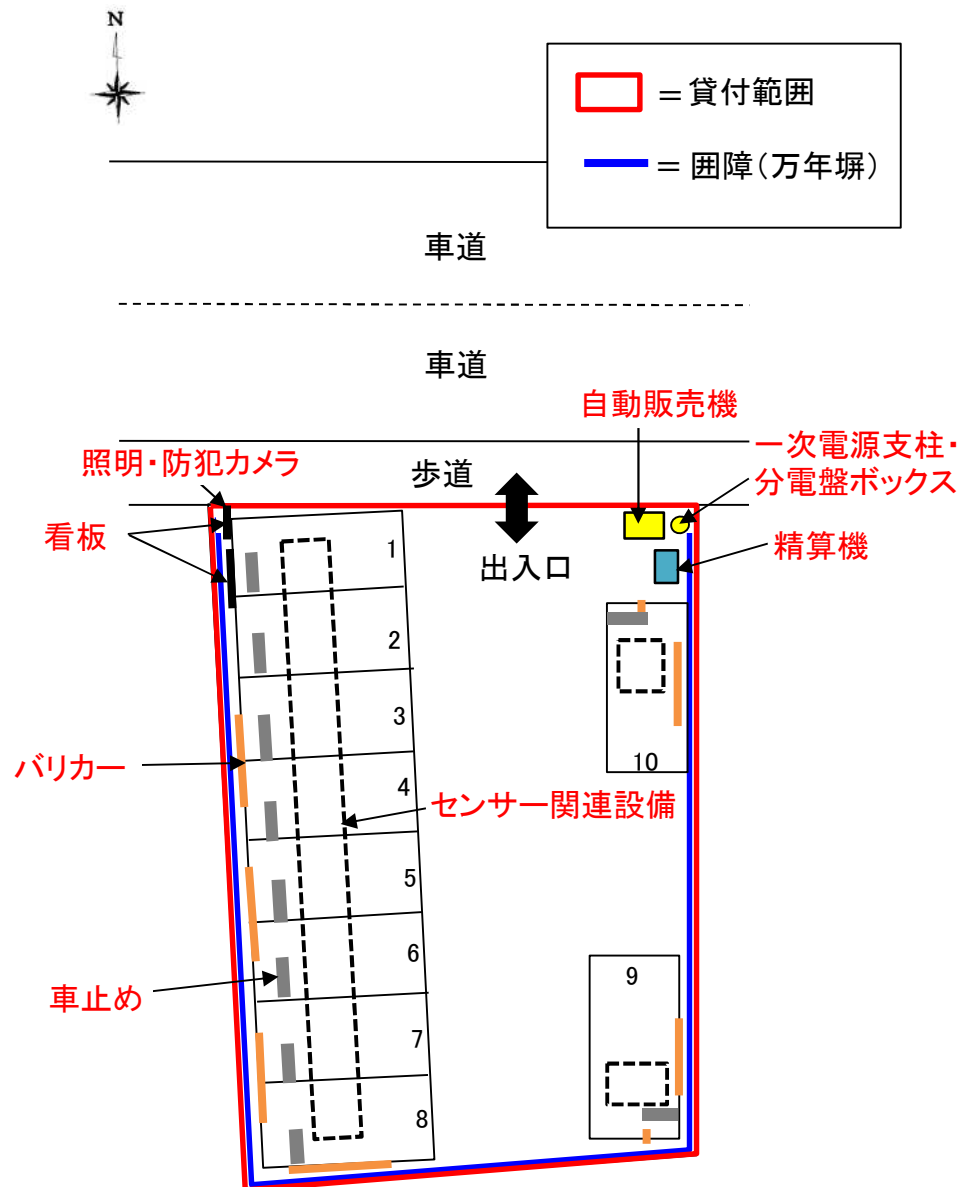 N
＝貸付範囲
＝囲障（万年塀）
車道
車道
自動販売機
一次電源支柱・
分電盤ボックス
照明・防犯カメラ
歩道
看板
出入口
精算機
1
2
3
4
5
6
7
8
10
9
バリカー
センサー関連設備
車止め